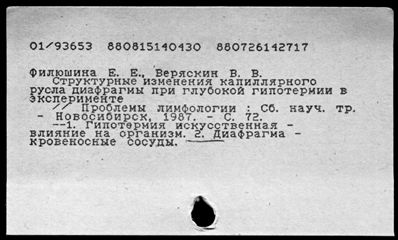 01/93653 880815140430 880726142717
Филюшина Е. Е., Веряскин В. В.
Структурные изменения капиллярного
русла диафрагмы при глубокой гипотермии в
эксперименте
// Проблемы лимфологии : Сб. науч. тр.
- Новосибирск, 1987. - С. 72.
--1. Гипотермия искусственная -
влияние на организм. 2. Диафрагма -
кровеносные сосуды.